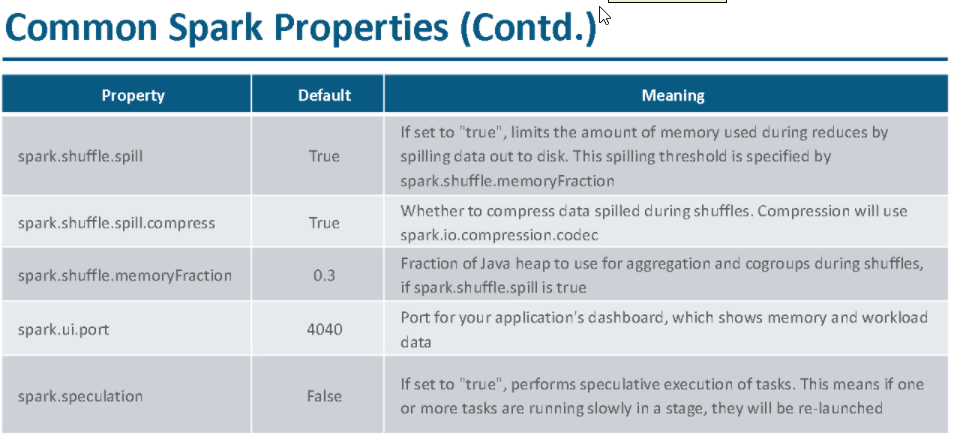 Common Spark Properties (Contd.)
Property Default Meaning
If set to "true", limits the amount of memory used during reduces by
spark.shuffle.spill True spilling data out to disk. This spilling threshold is specified by
spark.shuffle.memoryFraction
spark.shuffle.spill.compress True Whether to compress data spilled during shuffles. Compression will use
spark.io.compression.codec
spark.shuffle.memoryFraction 0.3 Fraction of Java heap to use for aggregation and cogroups during shuffles,
if spark.shuffle.spill is true
spark.ui.port 4040 Port for your application's dashboard, which shows memory and workload
data
spark.speculation False If set to "true", performs speculative execution of tasks. This means if one
or more tasks are running slowly in a stage, they will be re-launched